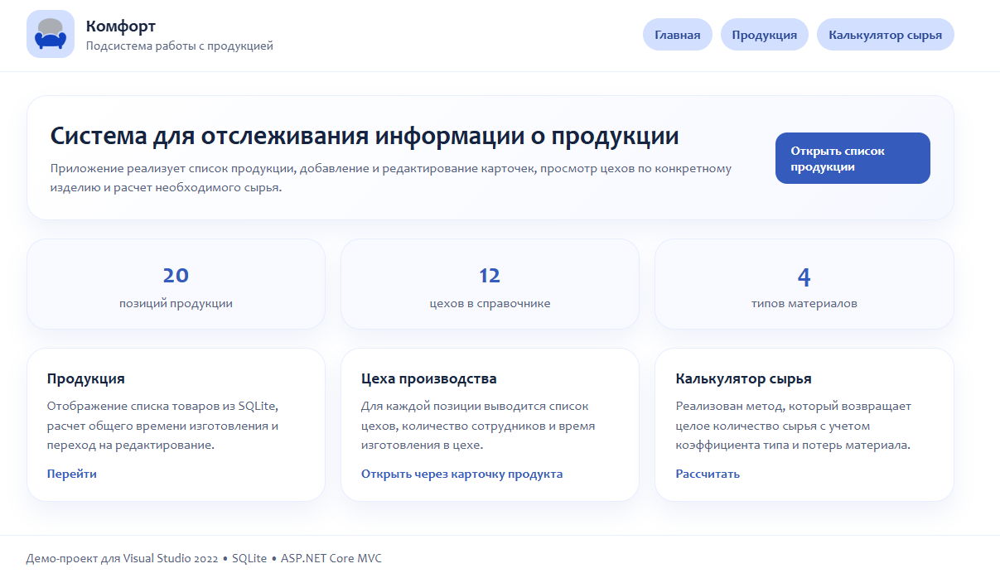 Комфорт
Подсистема работы с продукцией
Главная
Продукция
Калькулятор сырья
Система для отслеживания информации о продукции
Приложение реализует список продукции, добавление и редактирование карточек, просмотр цехов по конкретному
изделию и расчет необходимого сырья.
Открыть список
продукции
20
позиций продукции
12
цехов в справочнике
4
типов материалов
Продукция
Отображение списка товаров из SQLite,
расчет общего времени изготовления и
переход на редактирование.
Перейти
Цеха производства
Для каждой позиции выводится список
цехов, количество сотрудников и время
изготовления в цехе.
Открыть через карточку продукта
Калькулятор сырья
Реализован метод, который возвращает
целое количество сырья с учетом
коэффициента типа и потерь материала.
Рассчитать
Демо-проект для Visual Studio 2022 • SQLite • ASP.NET Core MVC